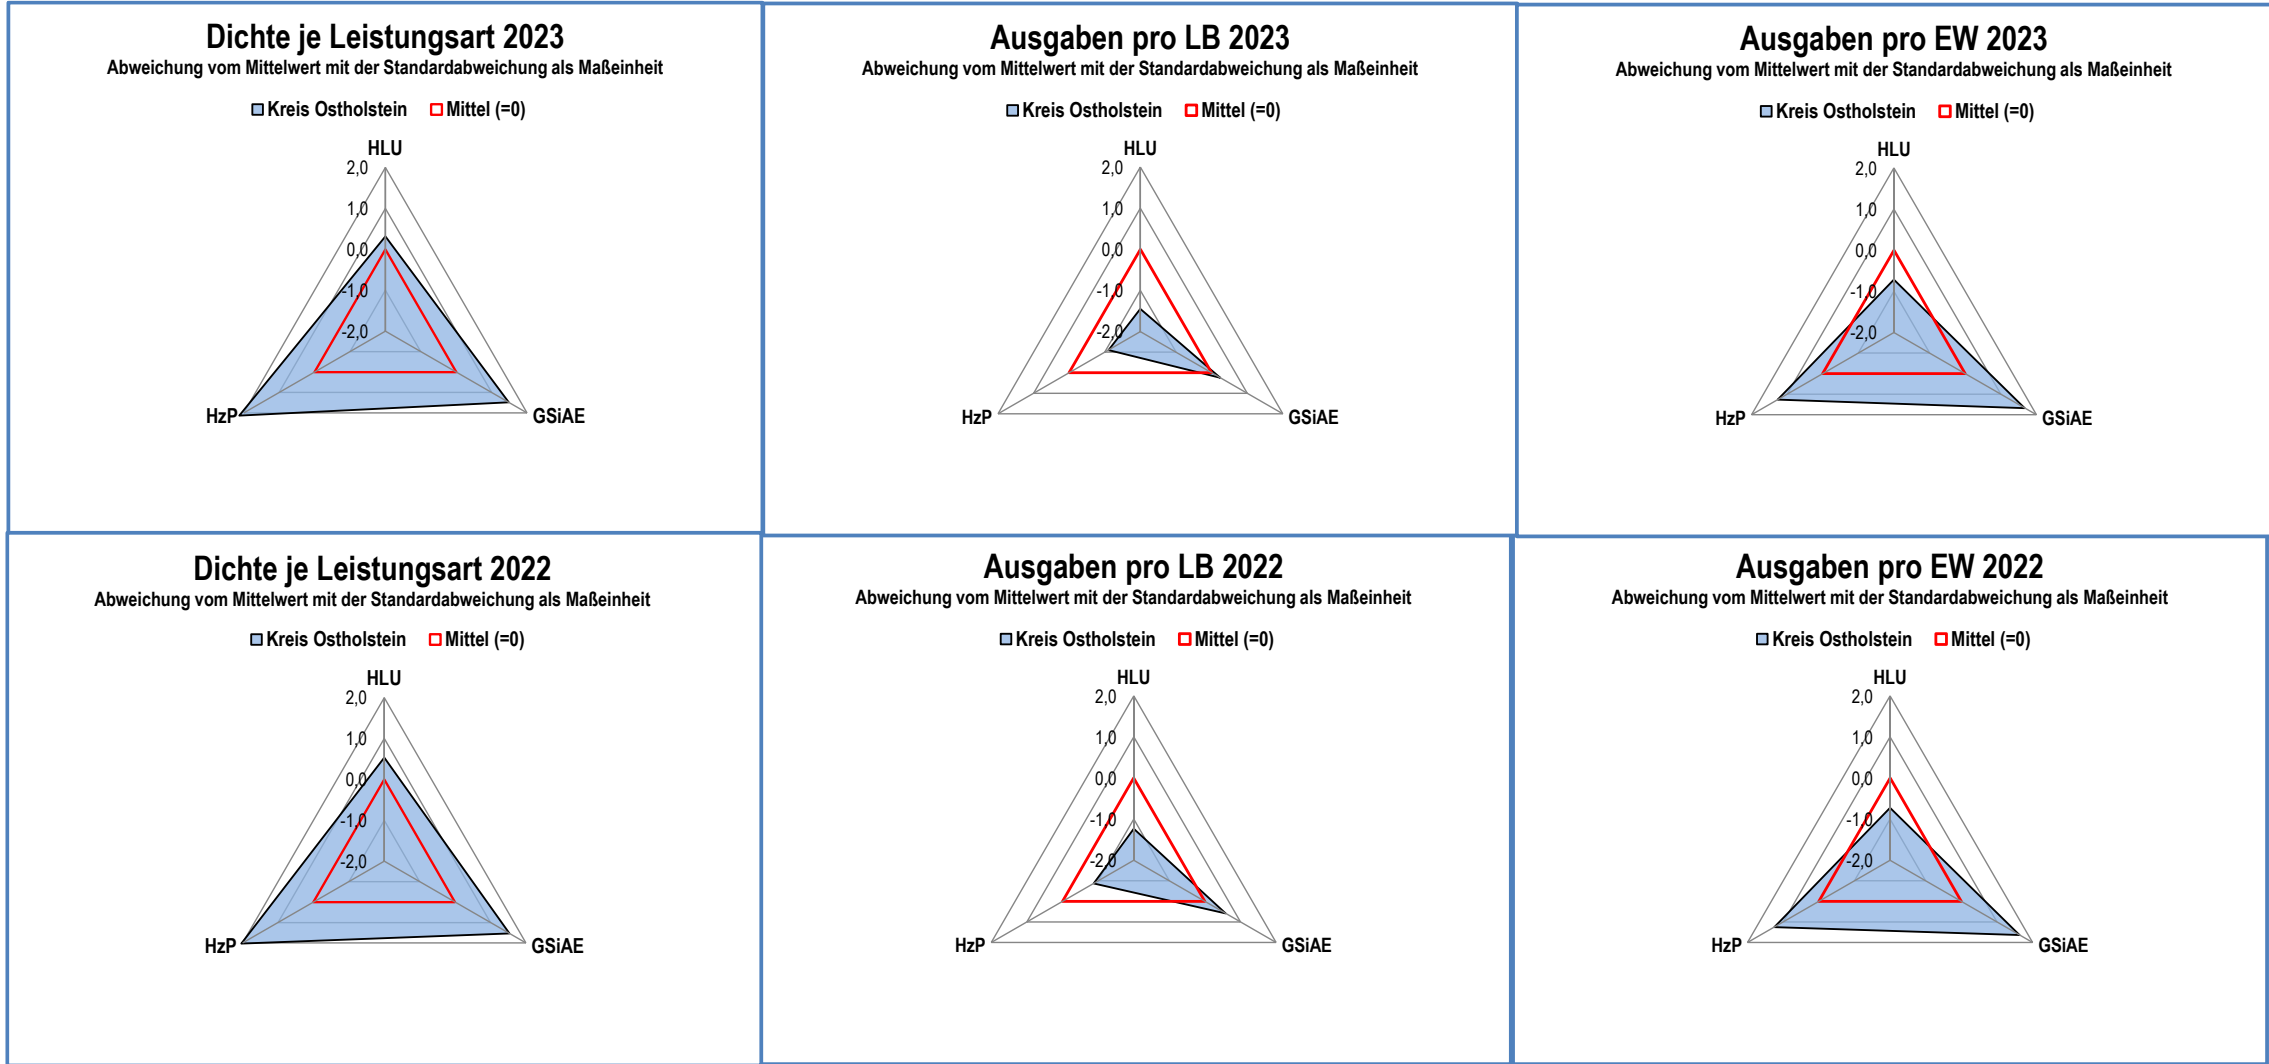 Dichte je Leistungsart 2023
Abweichung vom Mittelwert mit der Standardabweichung als Maßeinheit
Kreis Ostholstein Mittel (=0)
HLU
2,0
1,0
0,0
-1,0
-2,0
HzP GSiAE
Ausgaben pro LB 2023
Abweichung vom Mittelwert mit der Standardabweichung als Maßeinheit
Kreis Ostholstein Mittel (=0)
HLU
2,0
1,0
0,0
-1,0
-2,0
HzP GSiAE
Ausgaben pro EW 2023
Abweichung vom Mittelwert mit der Standardabweichung als Maßeinheit
Kreis Ostholstein Mittel (=0)
HLU
2,0
1,0
0,0
-1,0
-2,0
HzP GSiAE
Dichte je Leistungsart 2022
Abweichung vom Mittelwert mit der Standardabweichung als Maßeinheit
Kreis Ostholstein Mittel (=0)
HLU
2,0
1,0
0,0
-1,0
-2,0
HzP GSiAE
Ausgaben pro LB 2022
Abweichung vom Mittelwert mit der Standardabweichung als Maßeinheit
Kreis Ostholstein Mittel (=0)
HLU
2,0
1,0
0,0
-1,0
-2,0
HzP GSiAE
Ausgaben pro EW 2022
Abweichung vom Mittelwert mit der Standardabweichung als Maßeinheit
Kreis Ostholstein Mittel (=0)
HLU
2,0
1,0
0,0
-1,0
-2,0
HzP GSiAE